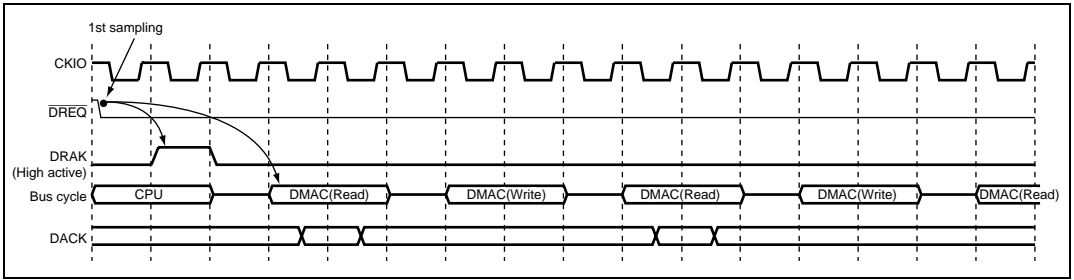 1st sampling
CKIO
DREQ
DRAK
(High active)
Bus cycle CPU DMAC(Read) DMAC(Write) DMAC(Read) DMAC(Write) DMAC(Read)
DACK